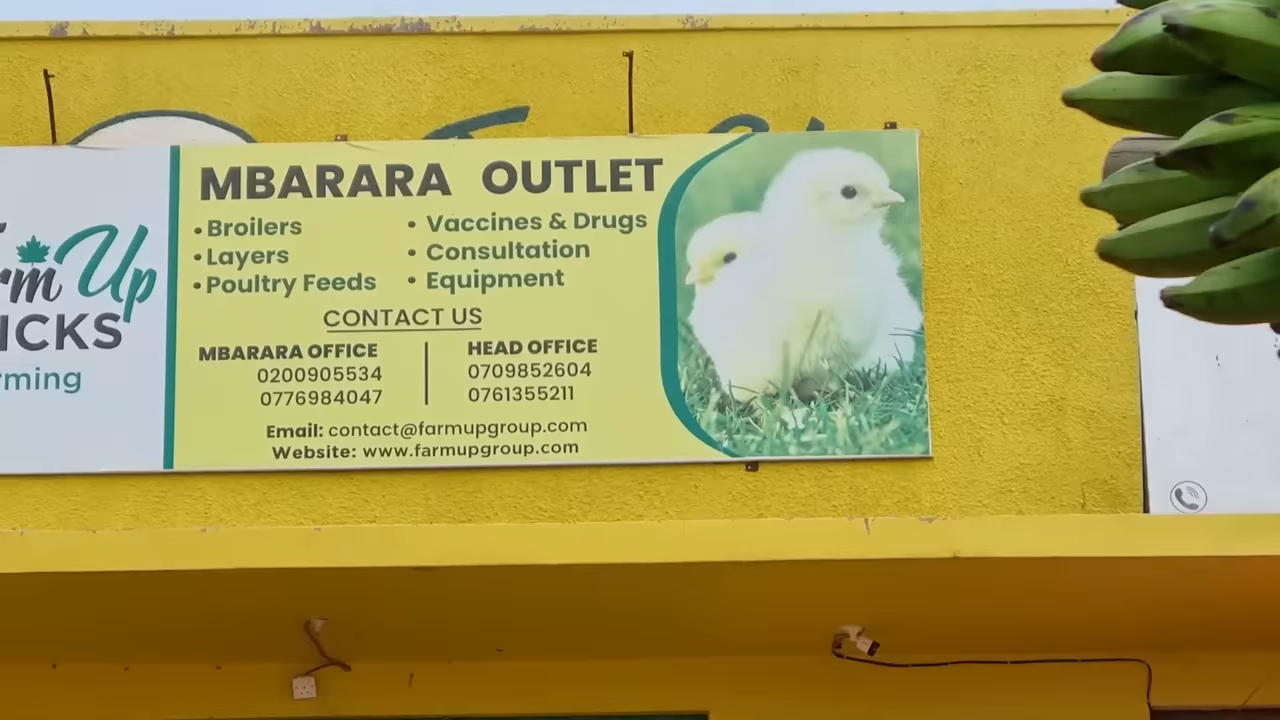 Up
MBARARA OUTLET
• Broilers
• Layers
• Poultry Feeds
• Vaccines & Drugs
• Consultation
• Equipment
CONTACT US
MBARARA OFFICE
0200905534
0776984047
HEAD OFFICE
0709852604
0761355211
Email: contact@farmupgroup.com
Website: www.farmupgroup.com